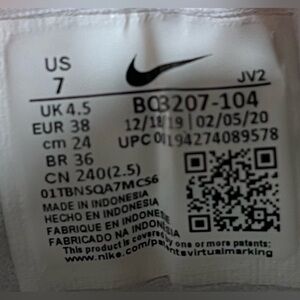 US
7
JV2
UK 4.5
BQ3207-104
EUR 38
12/18/19 | 02/05/20
cm 24
UPC 00194274089578
BR 36
CN 240(2.5)
01TBNSQA7MCS6
MADE IN INDONESIA
HECHO EN INDONESIA
FABRIQUE EN INDONESIE
FABRICADO NA INDONÉSIA
This product is covered by one or more patents:
www.nike.com/patentsvirtualmarking